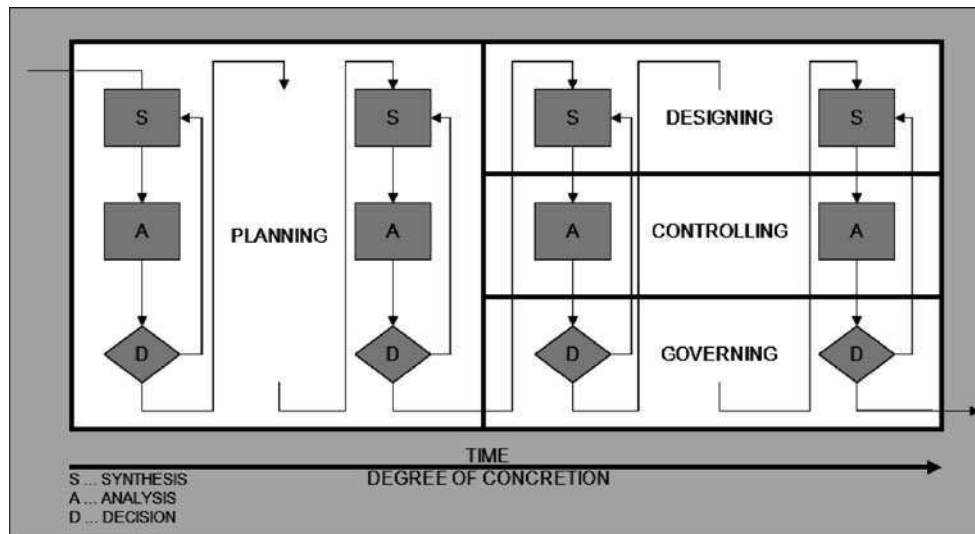 S
S
S
DESIGNING
S
A
PLANNING
A
A
CONTROLLING
A
D
D
D
GOVERNING
D
TIME
DEGREE OF CONCRETION
S ... SYNTHESIS
A ... ANALYSIS
D ... DECISION